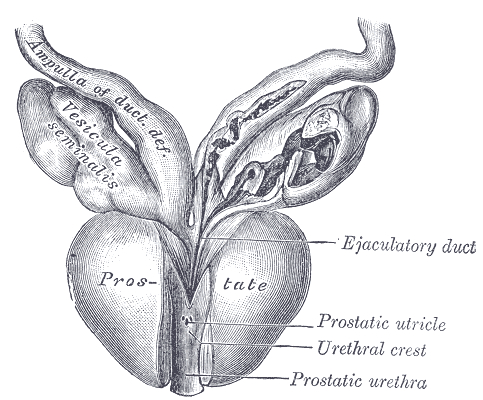 Ampulla of duct. def.
Vesicula
seminalis
Ejaculatory duct
Pros-
tate
Prostatic utricle
Urethral crest
Prostatic urethra